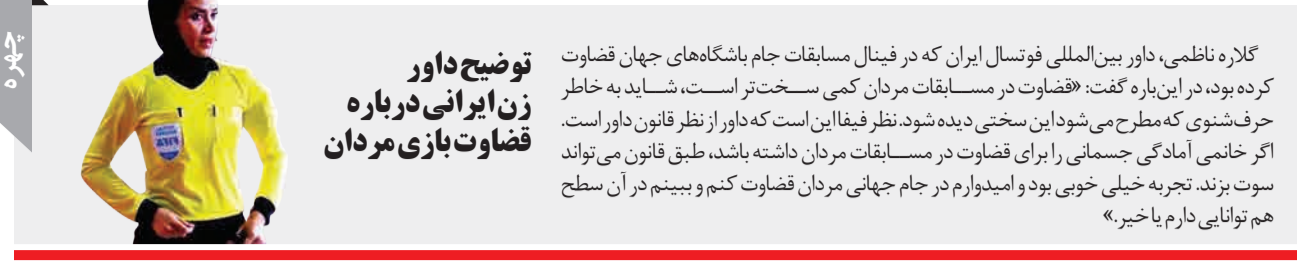 چهره
توضیح داور
زن ایرانی درباره
قضاوت بازی مردان
گلاره ناظمی، داور بین‌المللی فوتسال ایران که در فینال مسابقات جام باشگاه‌های جهان قضاوت
کرده بود، در این‌باره گفت: «قضاوت در مســابقات مردان کمی ســخت‌تر اســت، شــاید به خاطر
حرف‌شنوی که مطرح می‌شود این سختی دیده شود. نظر فیفا این است که داور از نظر قانون داور است.
اگر خانمی آمادگی جسمانی را برای قضاوت در مســابقات مردان داشته باشد، طبق قانون می‌تواند
سوت بزند. تجربه خیلی خوبی بود و امیدوارم در جام جهانی مردان قضاوت کنم و ببینم در آن سطح
هم توانایی دارم یا خیر.»